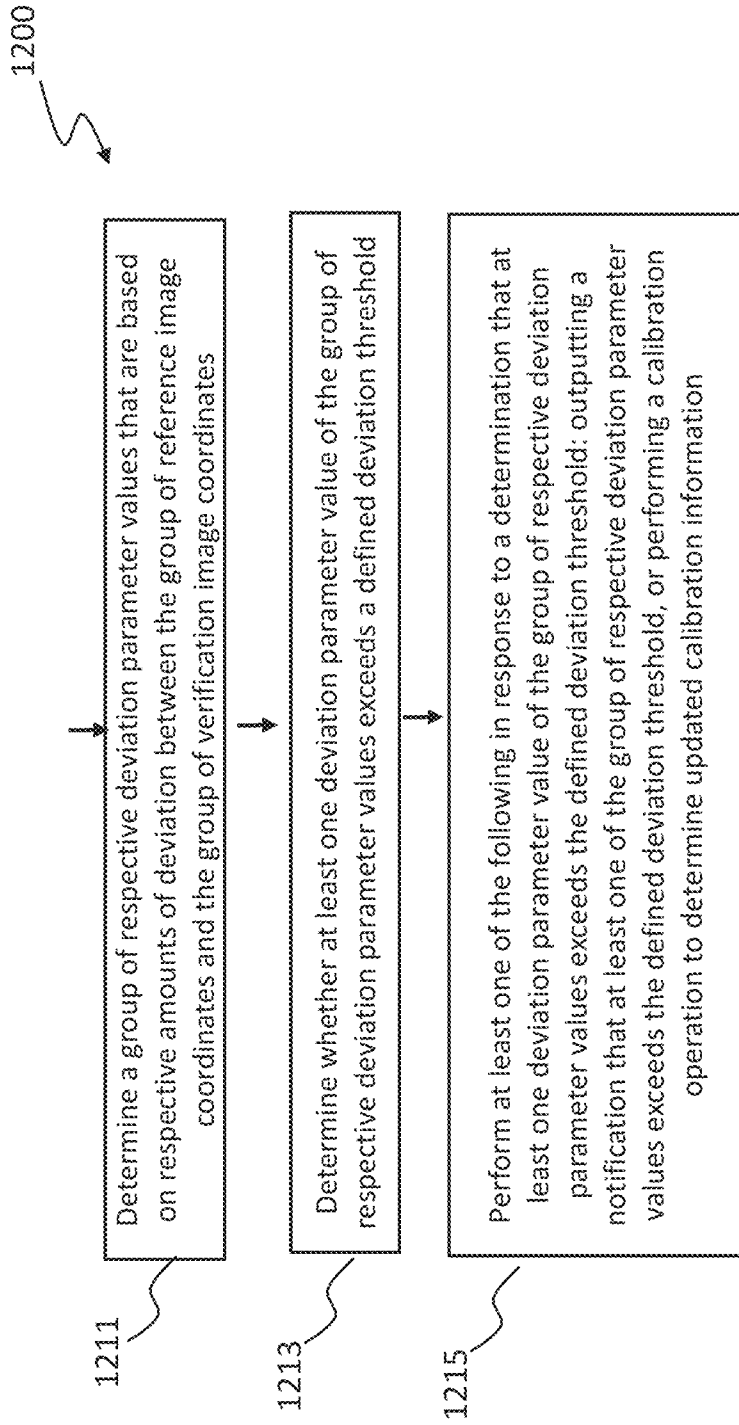 1200
1211
Determine a group of respective deviation parameter values that are based
on respective amounts of deviation between the group of reference image
coordinates and the group of verification image coordinates
1213
Determine whether at least one deviation parameter value of the group of
respective deviation parameter values exceeds a defined deviation threshold
1215
Perform at least one of the following in response to a determination that at
least one deviation parameter value of the group of respective deviation
parameter values exceeds the defined deviation threshold: outputting a
notification that at least one of the group of respective deviation parameter
values exceeds the defined deviation threshold, or performing a calibration
operation to determine updated calibration information